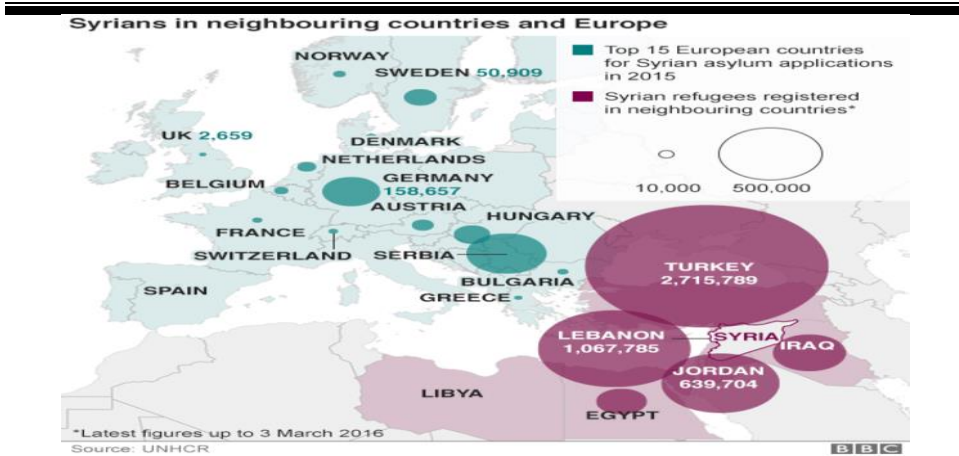 Syrians in neighbouring countries and Europe
Top 15 European countries
for Syrian asylum applications
in 2015
Syrian refugees registered
in neighbouring countries*
10,000
500,000
NORWAY
SWEDEN 50,909
UK 2,659
DENMARK
NETHERLANDS
GERMANY
158,657
BELGIUM
AUSTRIA
HUNGARY
FRANCE
SWITZERLAND
SERBIA
BULGARIA
SPAIN
GREECE
TURKEY
2,715,789
LEBANON
1,067,785
SYRIA
IRAQ
JORDAN
639,704
LIBYA
EGYPT
*Latest figures up to 3 March 2016
Source: UNHCR
BBC